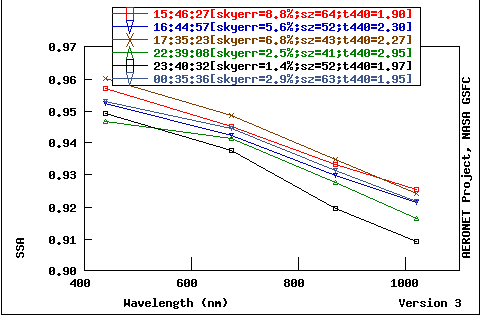 15:46:27[skyerr=8.8%;sz=64;t440=1.90]
16:44:57[skyerr=5.6%;sz=52;t440=2.30]
17:35:23[skyerr=6.8%;sz=43;t440=2.27]
22:39:08[skyerr=2.5%;sz=41;t440=2.95]
23:40:32[skyerr=1.4%;sz=52;t440=1.97]
00:35:36[skyerr=2.9%;sz=63;t440=1.95]
0.97
0.96
0.95
0.94
0.93
0.92
0.91
0.90
SSA
400
600
800
1000
Wavelength (nm)
Version 3
AERONET Project, NASA GSFC